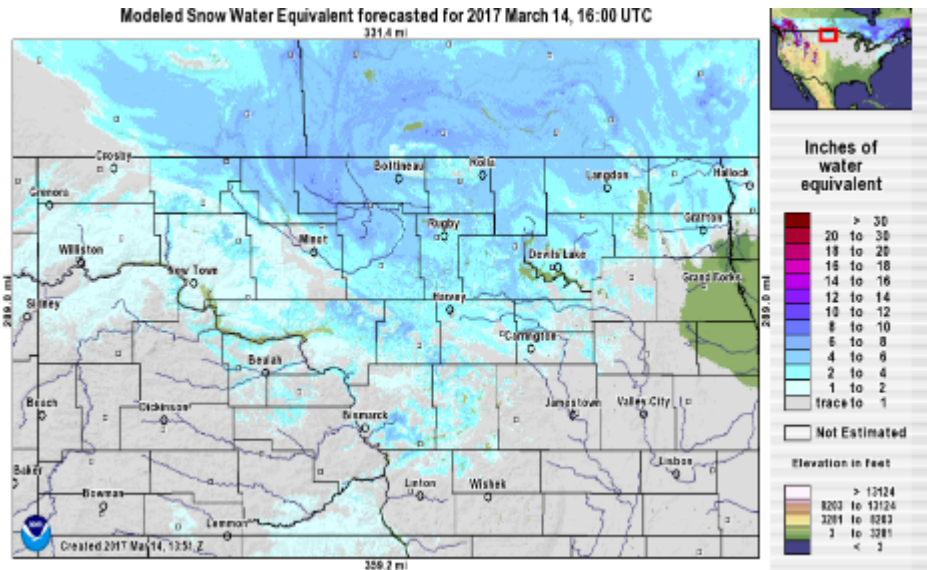 Modeled Snow Water Equivalent forecasted for 2017 March 14, 16:00 UTC
331.4 mi
Crosby
Bottineau
Rolla
Langdon
Hallock
Grenora
Grafton
Rugby
Minot
Williston
Devils Lake
New Town
Grand Forks
289.0 mi
289.0 mi
Sidney
Harvey
Carrington
Beulah
Beach
Dickinson
Jamestown
Valley City
Bismarck
Lisbon
Baker
Linton
Wishek
Bowman
Lemmon
Created 2017 Mar 14, 13:51 Z
359.2 mi
Inches of
water
equivalent
> 30
20 to 30
18 to 20
16 to 18
14 to 16
12 to 14
10 to 12
8 to 10
6 to 8
4 to 6
2 to 4
1 to 2
trace to 1
Not Estimated
Elevation in feet
> 13124
8203 to 13124
3281 to 8203
3 to 3281
< 3